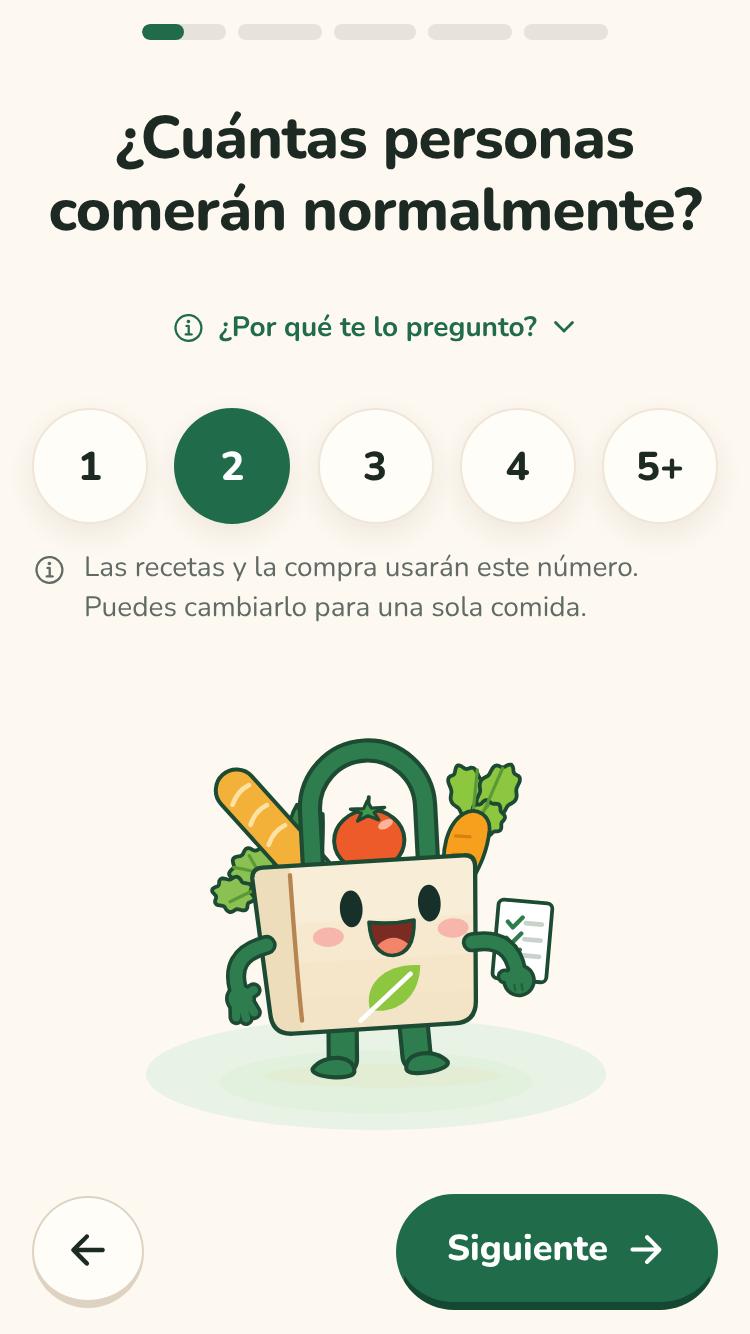 ¿Cuántas personas
comerán normalmente?
¿Por qué te lo pregunto?
1 2 3 4 5+
Las recetas y la compra usarán este número.
Puedes cambiarlo para una sola comida.
Siguiente